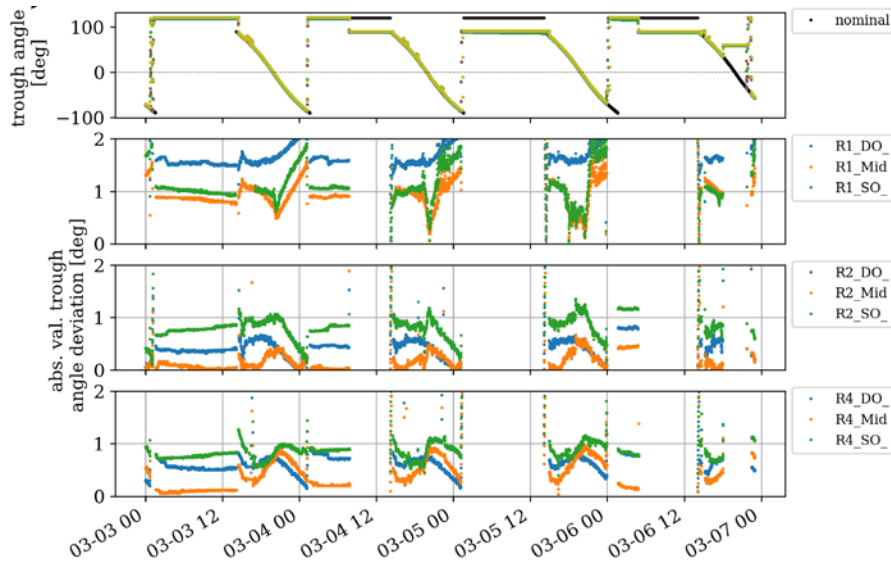 trough angle
[deg]
100
0
−100
nominal
2
1
0
R1_DO_
R1_Mid
R1_SO_
abs. val. trough
angle deviation [deg]
2
1
0
R2_DO_
R2_Mid
R2_SO_
2
1
0
R4_DO_
R4_Mid
R4_SO_
03-03 00
03-03 12
03-04 00
03-04 12
03-05 00
03-05 12
03-06 00
03-06 12
03-07 00